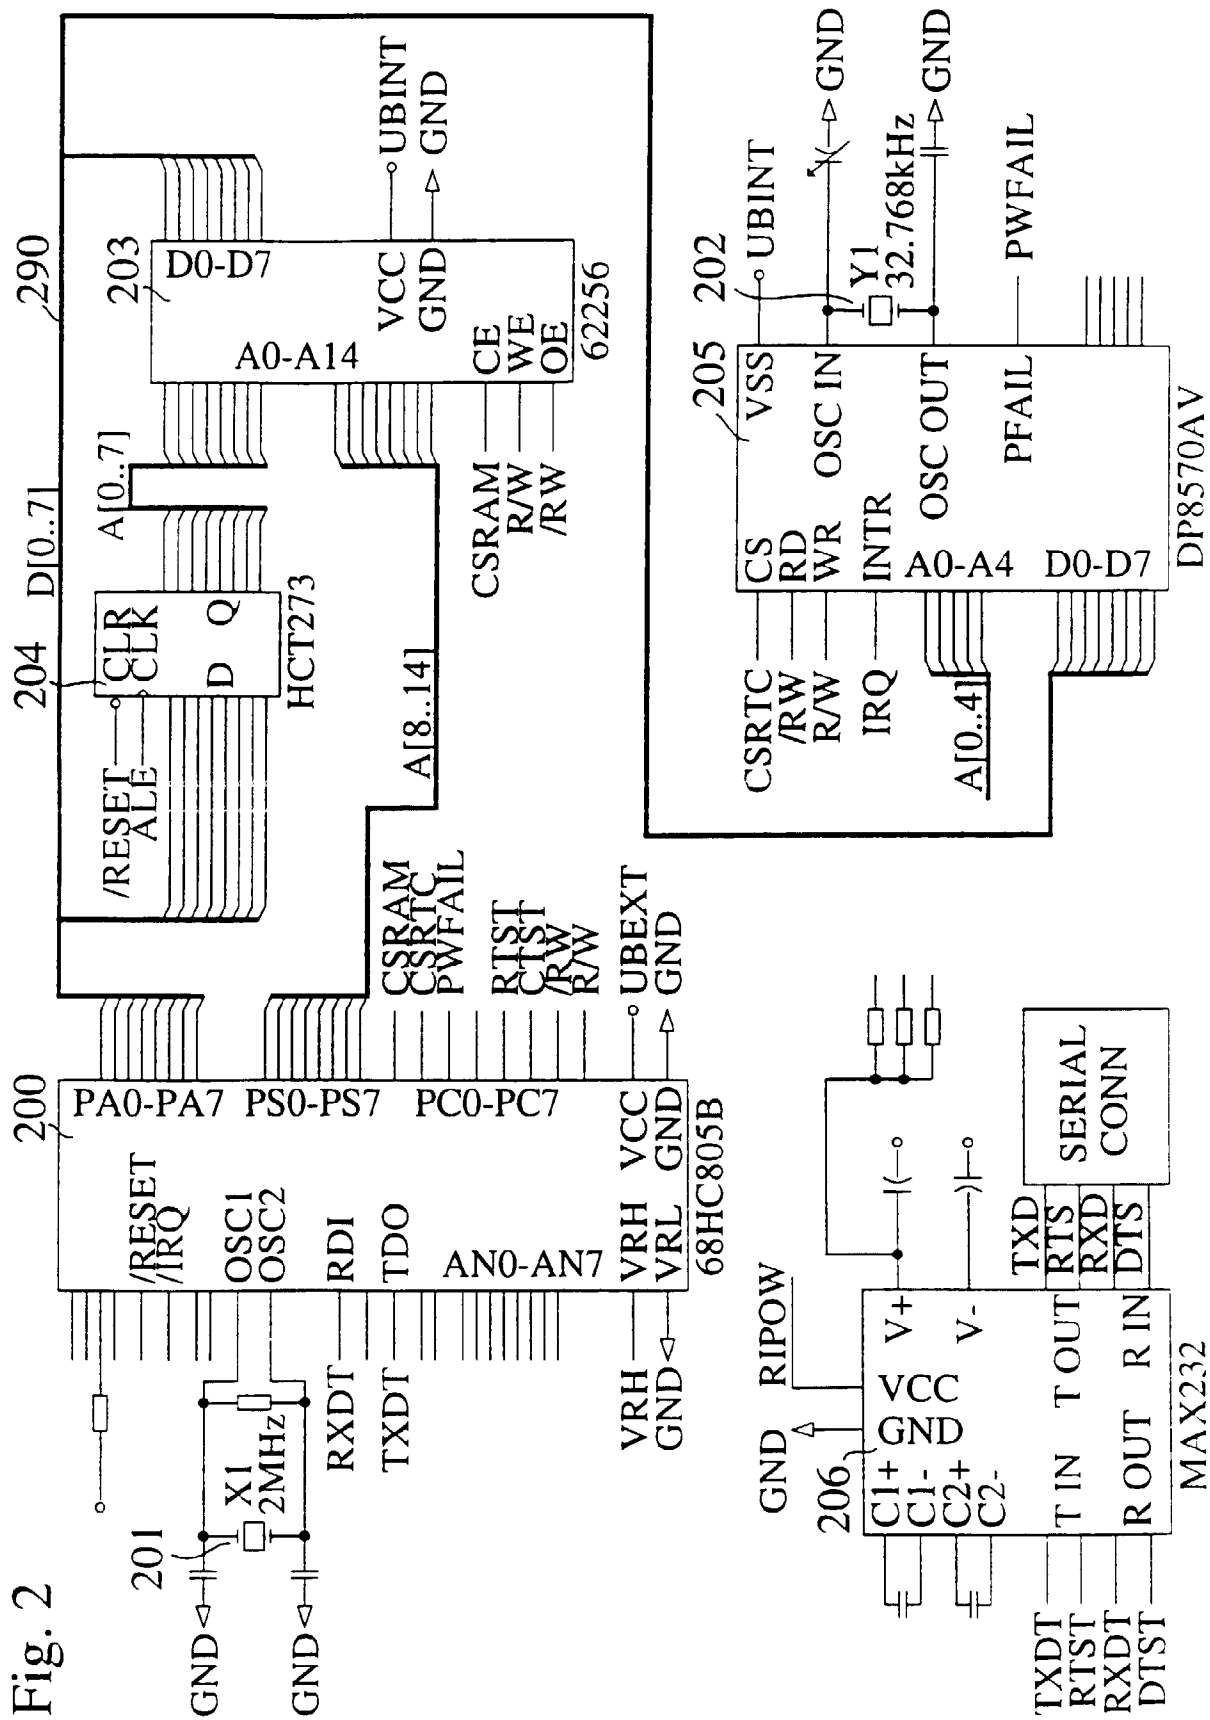 Fig. 2
GND
GND
201
X1
2MHz
RXDT
TXDT
VRH
GND
200
PA0-PA7
/RESET
/IRQ
PS0-PS7
OSC1
OSC2
RDI
TDO
PC0-PC7
AN0-AN7
VCC
GND
VRH
VRL
68HC805B
CSRAM
CSRTC
PWFAIL
RTST
CTST
/RW
R/W
UBEXT
GND
204
/RESET
ALE
CLR
CLK
D
Q
HCT273
D[0..7]
290
A[0..7]
A[8..14]
203
D0-D7
A0-A14
VCC
GND
CE
WE
OE
62256
CSRAM
R/W
/RW
UBINT
GND
GND
RIPOW
206
C1+
C1-
C2+
C2-
VCC
GND
V+
V-
T IN
T OUT
R OUT
R IN
MAX232
TXDT
RTST
RXDT
DTST
TXD
RTS
RXD
DTS
SERIAL
CONN
205
CSRTC
/RW
R/W
IRQ
A[0..4]
CS
RD
WR
INTR
A0-A4
D0-D7
VSS
OSC IN
OSC OUT
PFAIL
DP8570AV
UBINT
202
Y1
32.768kHz
GND
GND
PWFAIL